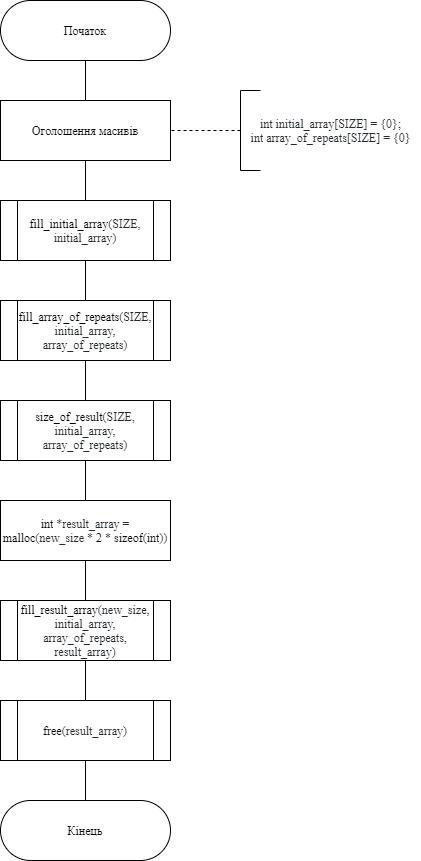 Початок
Оголошення масивів
int initial_array[SIZE] = {0};
int array_of_repeats[SIZE] = {0}
fill_initial_array(SIZE,
initial_array)
fill_array_of_repeats(SIZE,
initial_array,
array_of_repeats)
size_of_result(SIZE,
initial_array,
array_of_repeats)
int *result_array =
malloc(new_size * 2 * sizeof(int))
fill_result_array(new_size,
initial_array,
array_of_repeats,
result_array)
free(result_array)
Кінець